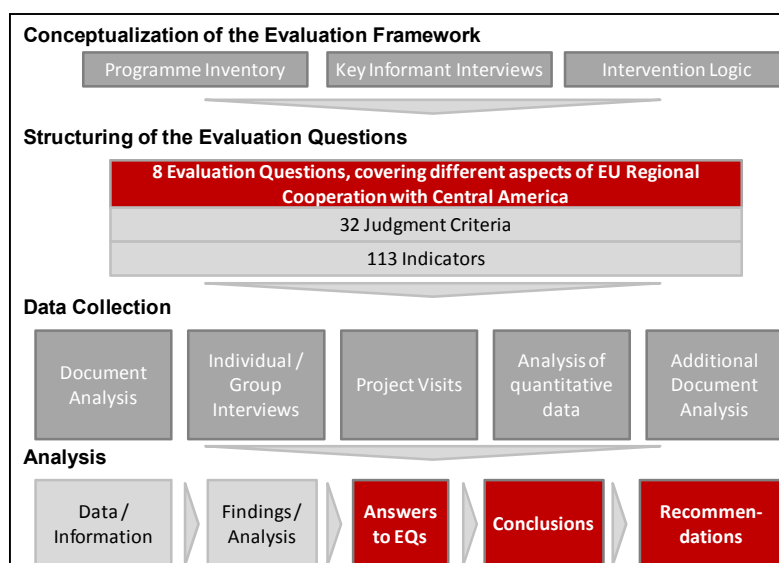 Conceptualization of the Evaluation Framework
Programme Inventory
Key Informant Interviews
Intervention Logic
Structuring of the Evaluation Questions
8 Evaluation Questions, covering different aspects of EU Regional
Cooperation with Central America
32 Judgment Criteria
113 Indicators
Data Collection
Document
Analysis
Individual /
Group
Interviews
Project Visits
Analysis of
quantitative
data
Additional
Document
Analysis
Analysis
Data /
Information
Findings /
Analysis
Answers
to EQs
Conclusions
Recommen-
dations